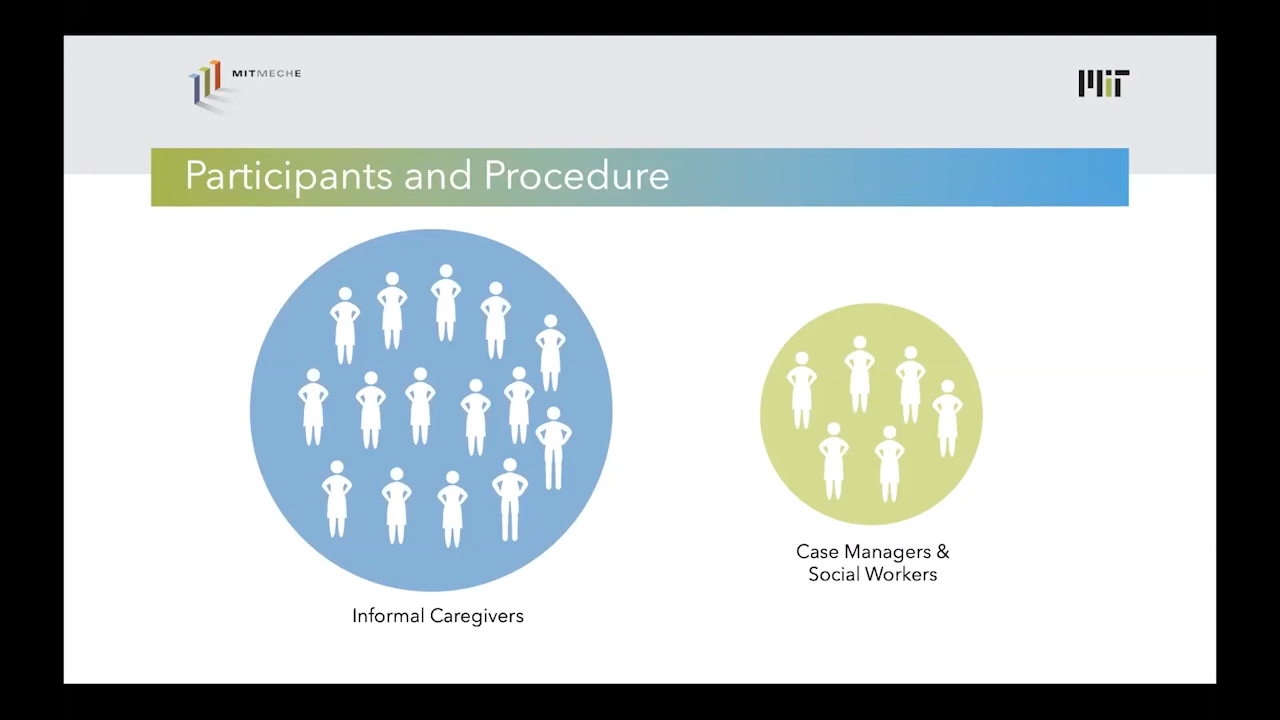 MITMECHE
MIT
Participants and Procedure
Informal Caregivers
Case Managers &
Social Workers